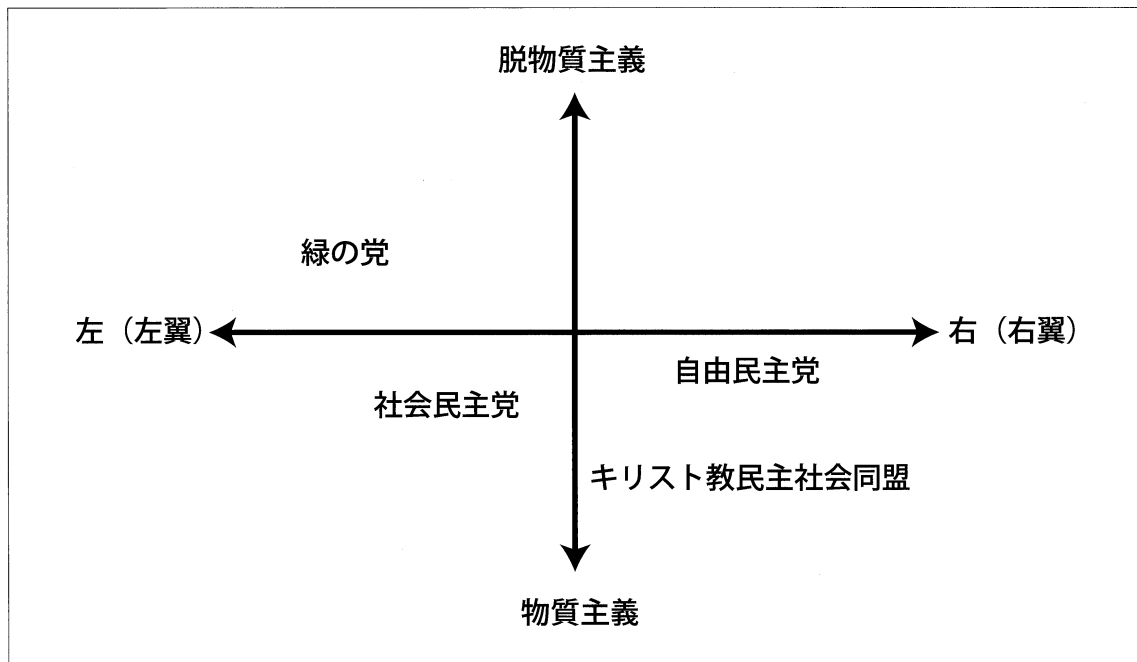 脱物質主義
緑の党
左（左翼）
右（右翼）
自由民主党
社会民主党
キリスト教民主社会同盟
物質主義